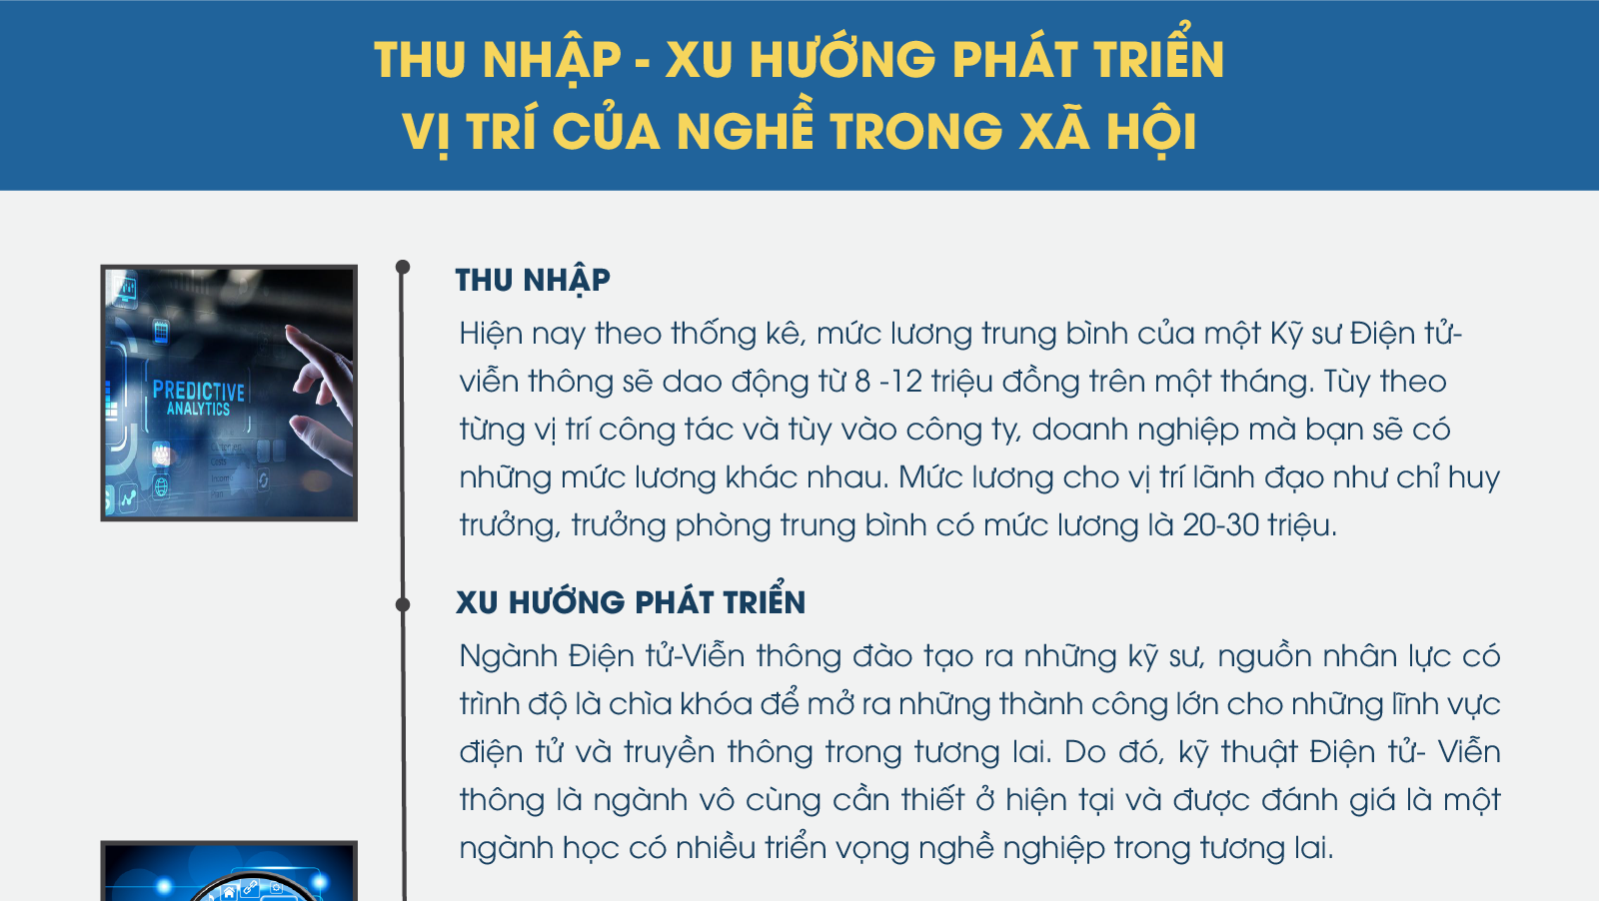 THU NHẬP - XU HƯỚNG PHÁT TRIỂN
VỊ TRÍ CỦA NGHỀ TRONG XÃ HỘI
PREDICTIVE
ANALYTICS
THU NHẬP
Hiện nay theo thống kê, mức lương trung bình của một Kỹ sư Điện tử-
viễn thông sẽ dao động từ 8 -12 triệu đồng trên một tháng. Tùy theo
từng vị trí công tác và tùy vào công ty, doanh nghiệp mà bạn sẽ có
những mức lương khác nhau. Mức lương cho vị trí lãnh đạo như chỉ huy
trưởng, trưởng phòng trung bình có mức lương là 20-30 triệu.
XU HƯỚNG PHÁT TRIỂN
Ngành Điện tử-Viễn thông đào tạo ra những kỹ sư, nguồn nhân lực có
trình độ là chìa khóa để mở ra những thành công lớn cho những lĩnh vực
điện tử và truyền thông trong tương lai. Do đó, kỹ thuật Điện tử- Viễn
thông là ngành vô cùng cần thiết ở hiện tại và được đánh giá là một
ngành học có nhiều triển vọng nghề nghiệp trong tương lai.